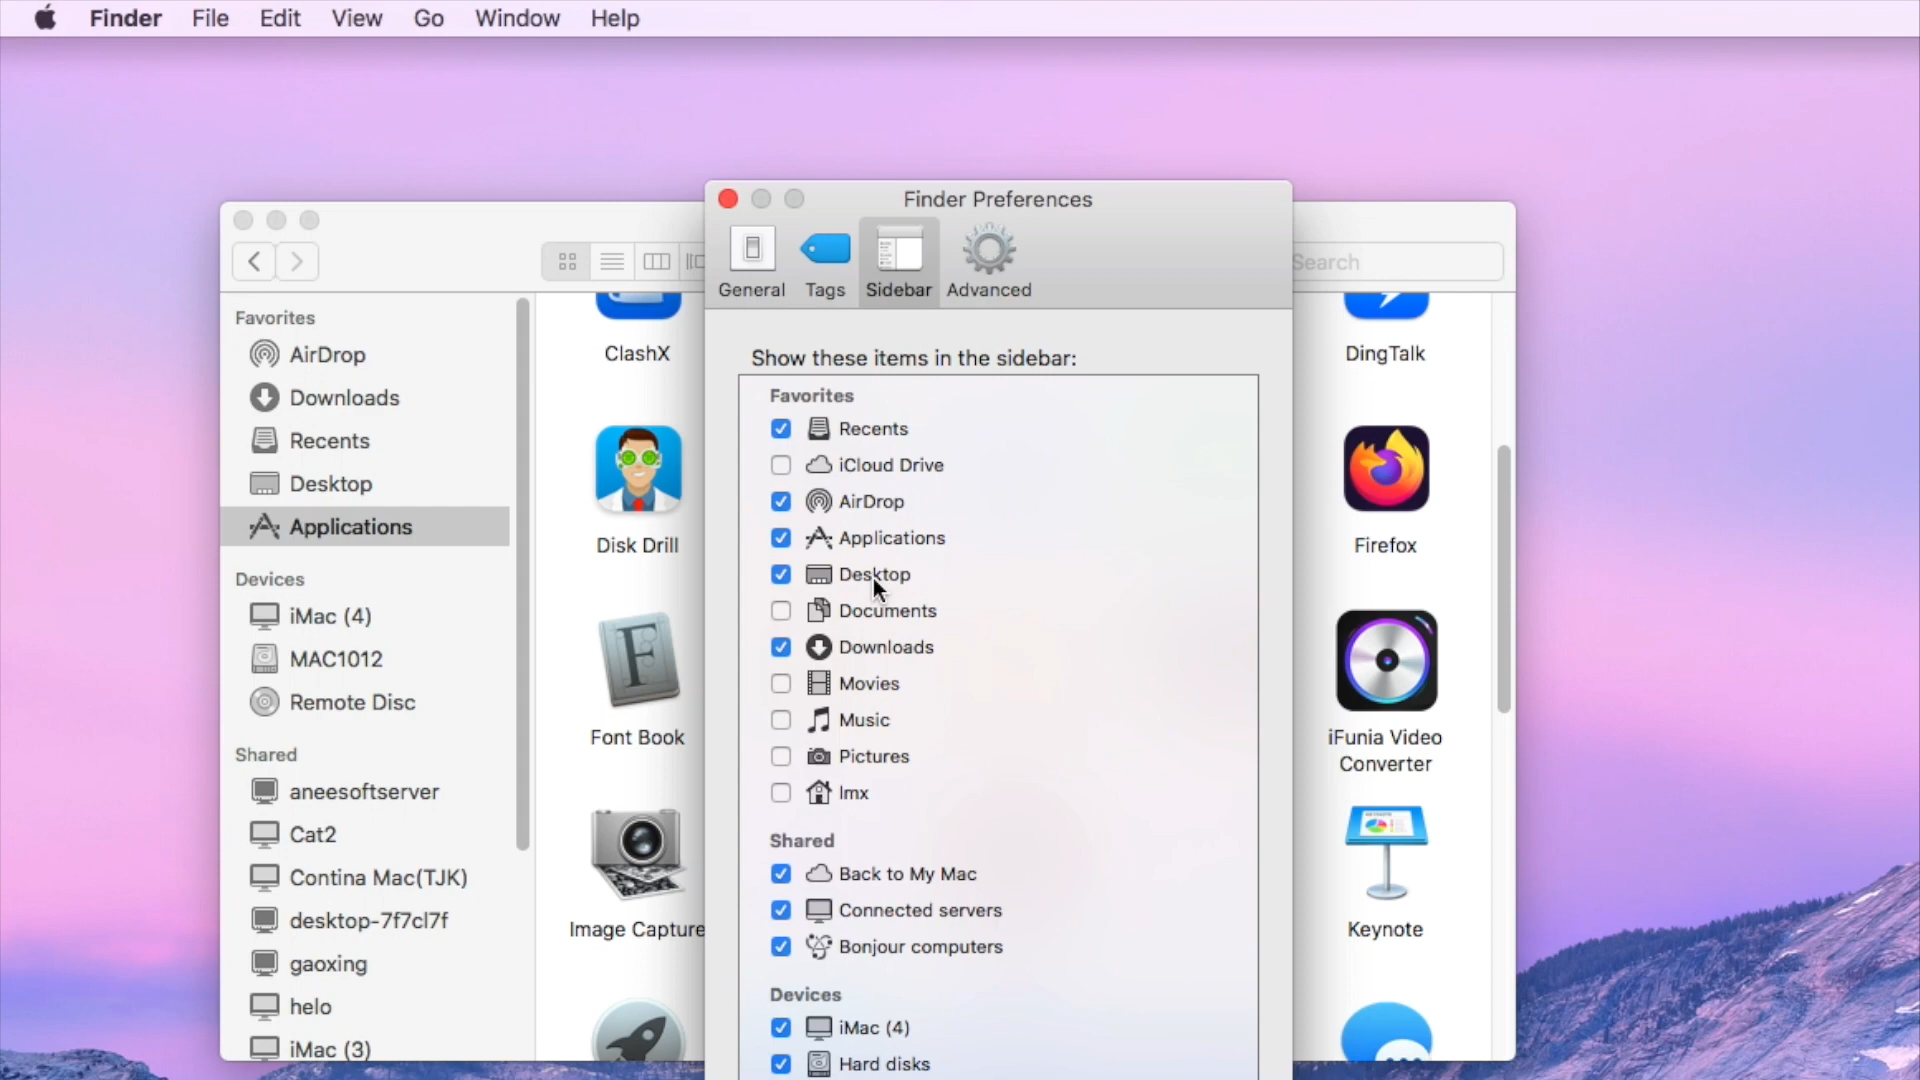 Finder File Edit View Go Window Help
Finder Preferences
General Tags Sidebar Advanced
Search
Favorites
AirDrop
Downloads
Recents
Desktop
Applications
Devices
iMac (4)
MAC1012
Remote Disc
Shared
aneesoftserver
Cat2
Contina Mac(TJK)
desktop-7f7cl7f
gaoxing
helo
iMac (3)
ClashX
Disk Drill
Font Book
Image Capture
Show these items in the sidebar:
Favorites
Recents
iCloud Drive
AirDrop
Applications
Desktop
Documents
Downloads
Movies
Music
Pictures
lmx
Shared
Back to My Mac
Connected servers
Bonjour computers
Devices
iMac (4)
Hard disks
DingTalk
Firefox
iFunia Video
Converter
Keynote